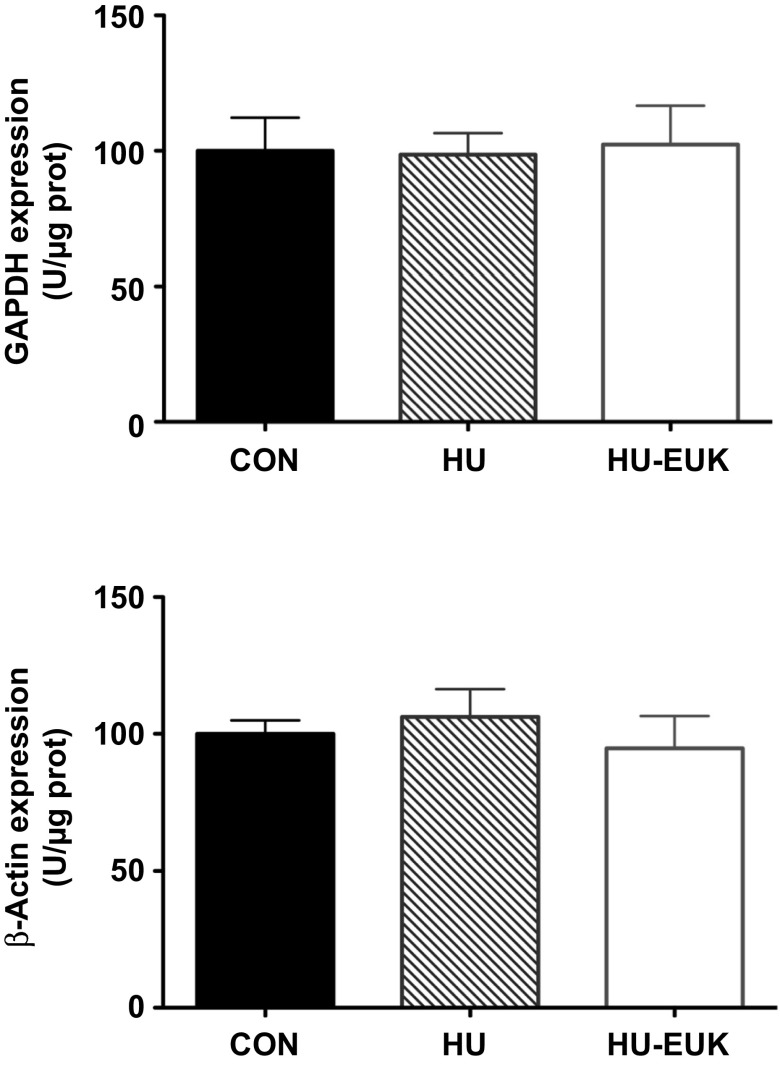 GAPDH expression
(U/µg prot)
150
100
50
0
CON HU HU-EUK
β-Actin expression
(U/µg prot)
150
100
50
0
CON HU HU-EUK